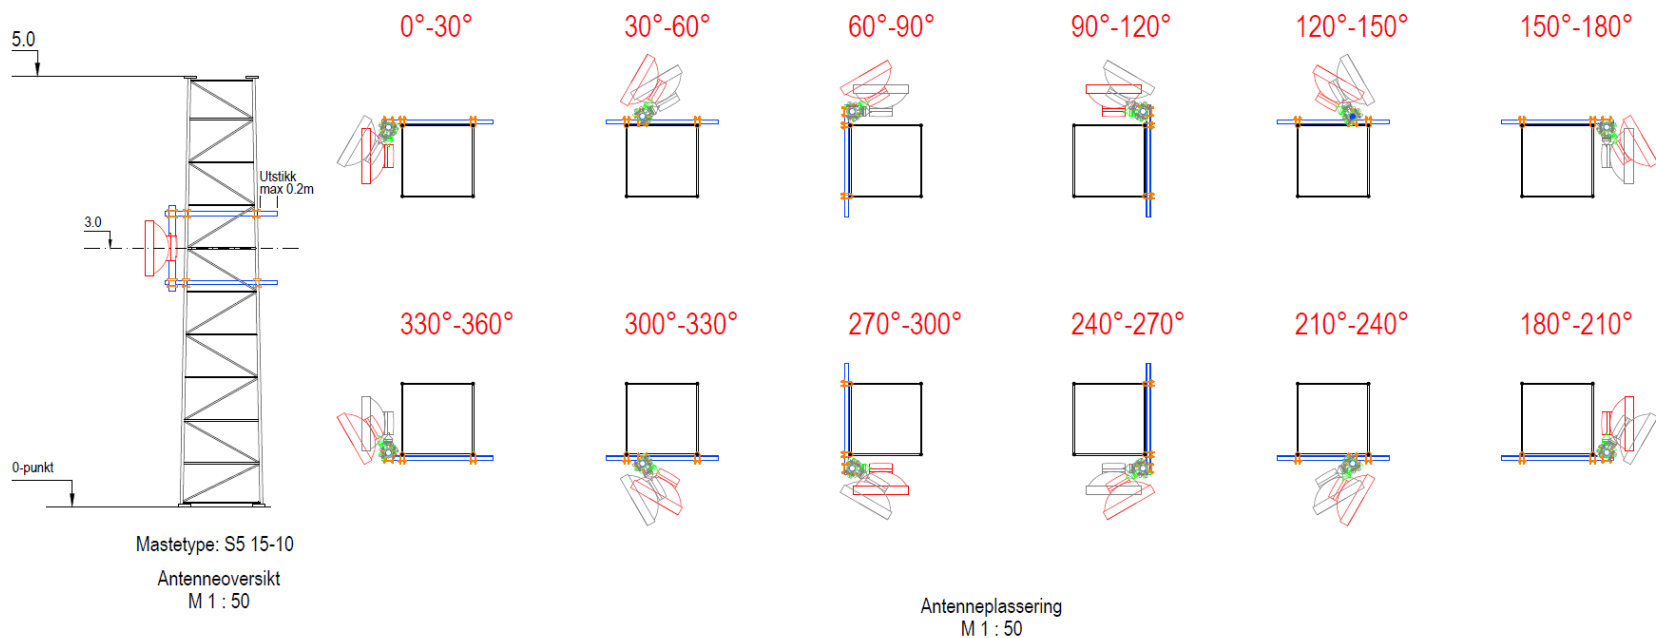 0°-30°
30°-60°
60°-90°
90°-120°
120°-150°
150°-180°
5.0
Utstikk
max 0.2m
3.0
330°-360°
300°-330°
270°-300°
240°-270°
210°-240°
180°-210°
0-punkt
Mastetype: S5 15-10
Antenneoversikt
M 1 : 50
Antenneplassering
M 1 : 50